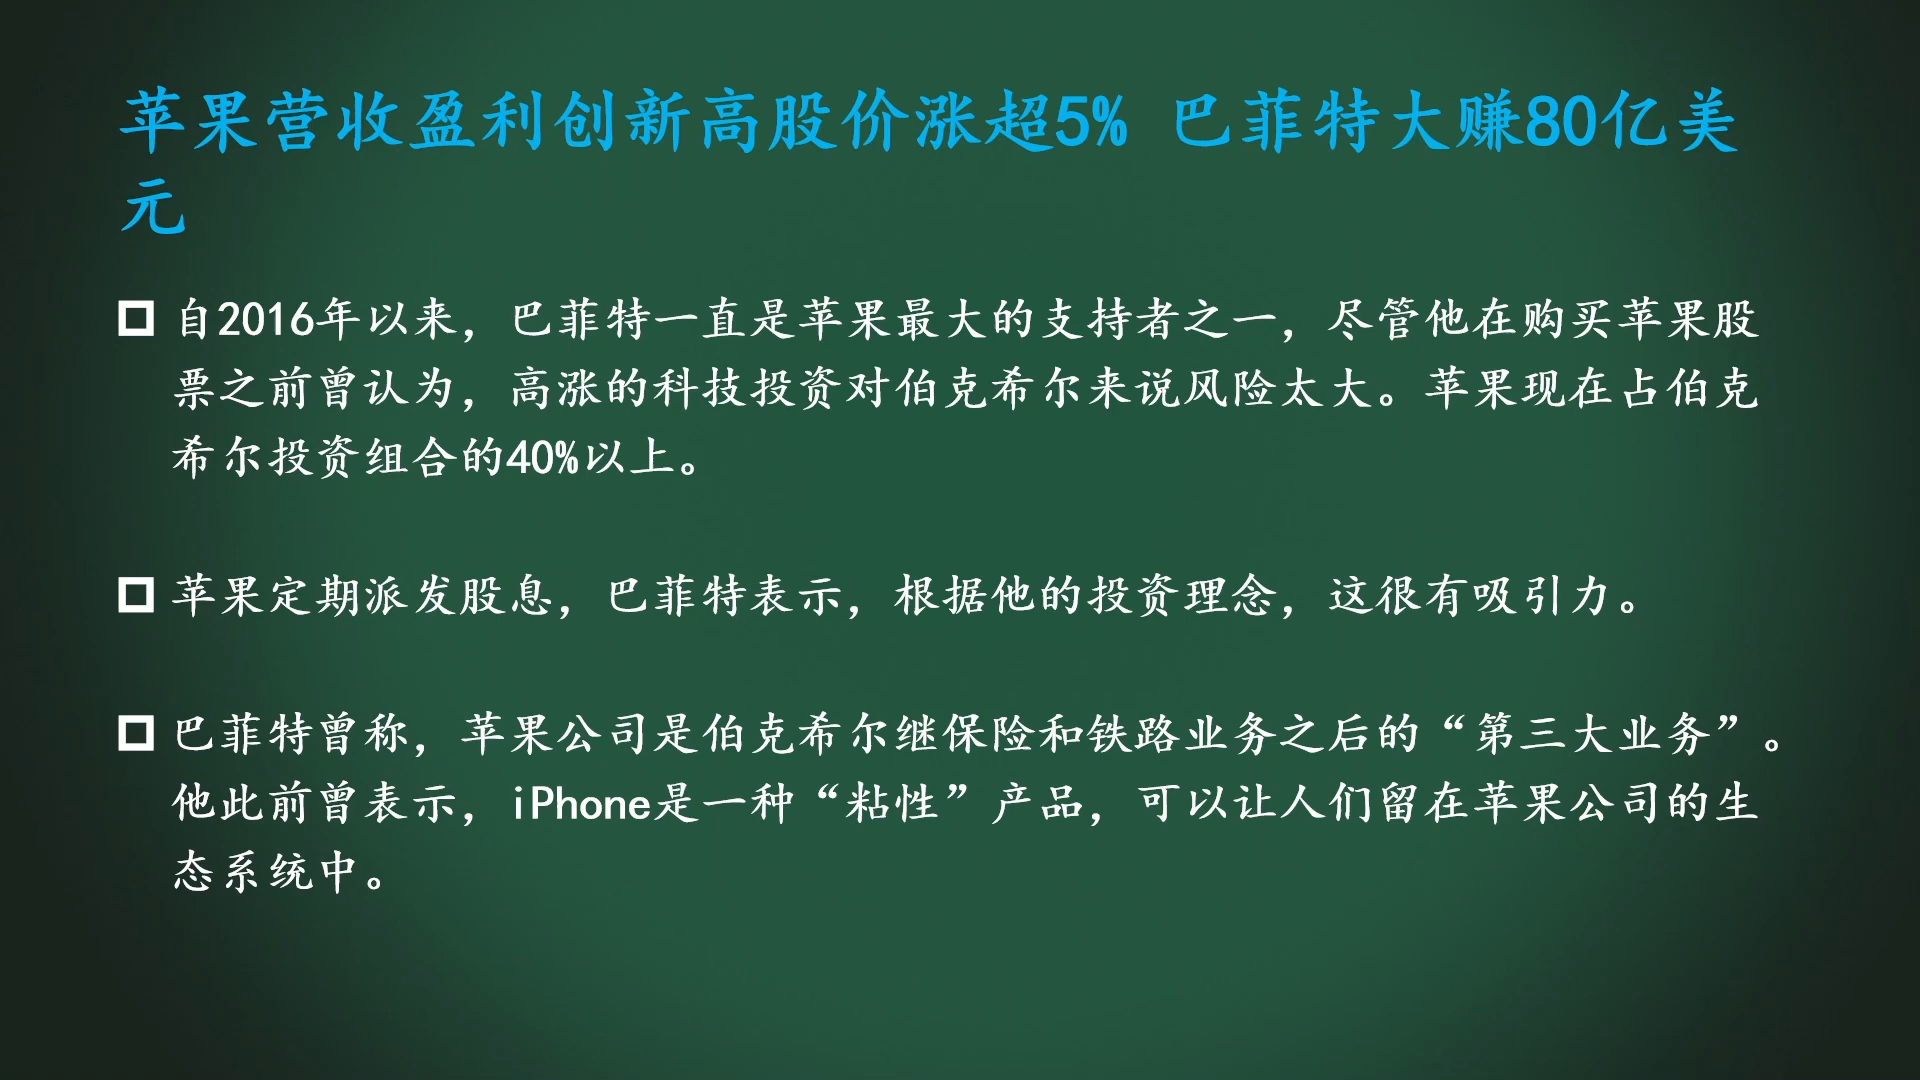 苹果营收盈利创新高股价涨超5% 巴菲特大赚80亿美
元
自2016年以来，巴菲特一直是苹果最大的支持者之一，尽管他在购买苹果股
票之前曾认为，高涨的科技投资对伯克希尔来说风险太大。苹果现在占伯克
希尔投资组合的40%以上。
苹果定期派发股息，巴菲特表示，根据他的投资理念，这很有吸引力。
巴菲特曾称，苹果公司是伯克希尔继保险和铁路业务之后的“第三大业务”。
他此前曾表示，iPhone是一种“粘性”产品，可以让人们留在苹果公司的生
态系统中。